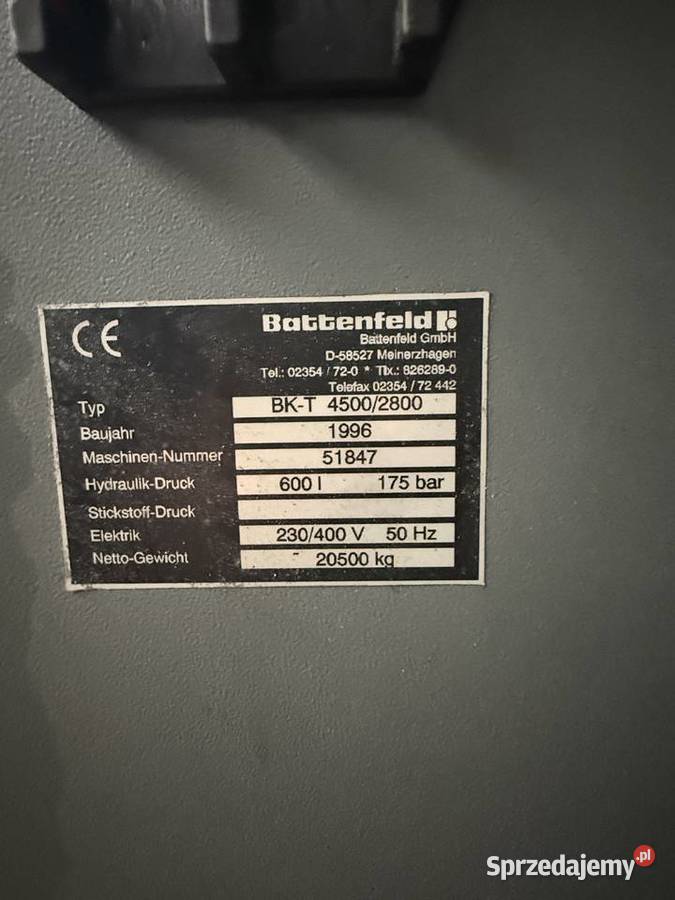 CE
Battenfeld
Battenfeld GmbH
D-58527 Meinerzhagen
Tel.: 02354 / 72-0 * Tlx.: 826289-0
Telefax 02354 / 72 442
Typ BK-T 4500/2800
Baujahr 1996
Maschinen-Nummer 51847
Hydraulik-Druck 600 l 175 bar
Stickstoff-Druck
Elektrik 230/400 V 50 Hz
Netto-Gewicht 20500 kg
Sprzedajemy.pl